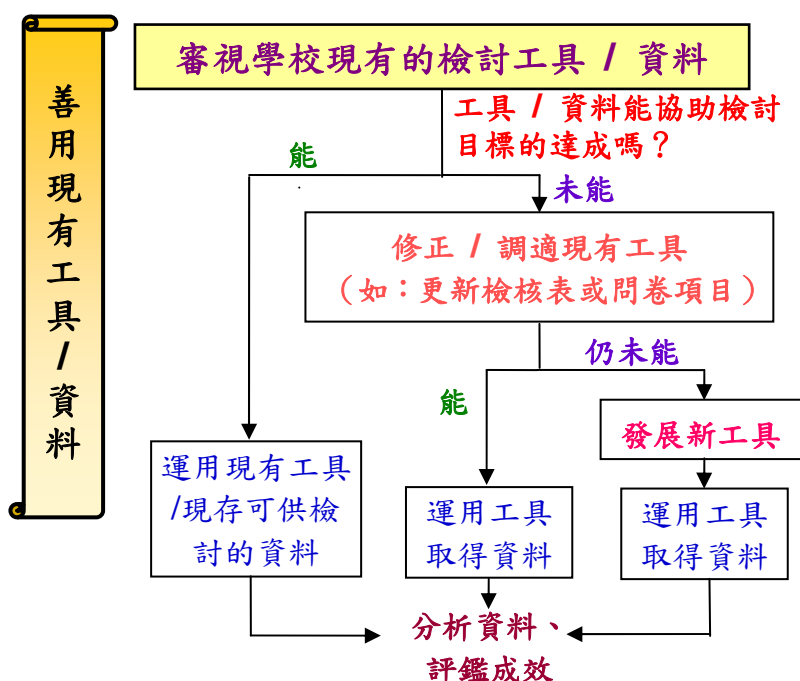 善用現有工具/資料
審視學校現有的檢討工具 / 資料
工具 / 資料能協助檢討
目標的達成嗎？
能
未能
修正 / 調適現有工具
（如：更新檢核表或問卷項目）
仍未能
能
發展新工具
運用現有工具
/現存可供檢
討的資料
運用工具
取得資料
運用工具
取得資料
分析資料、
評鑑成效